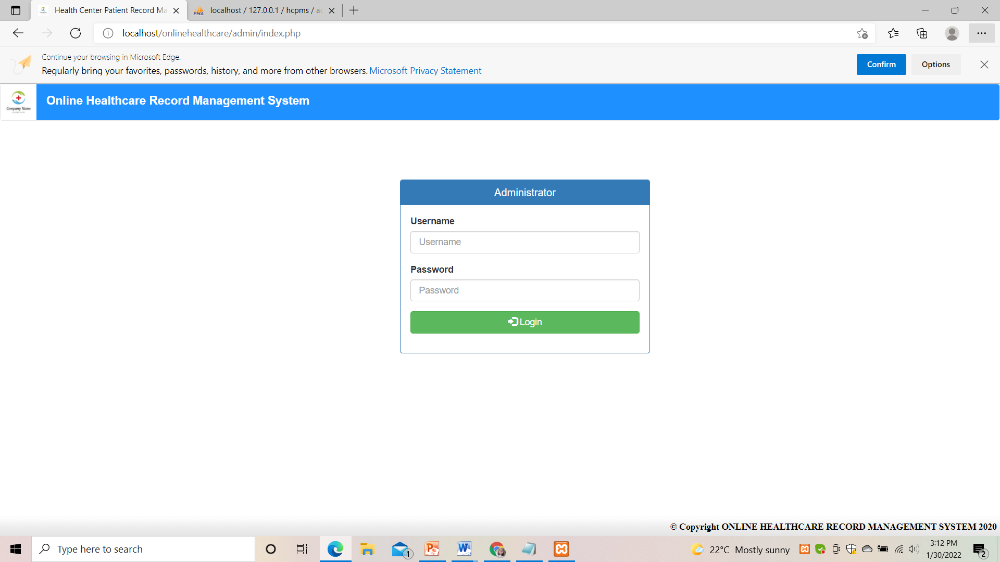 Health Center Patient Record Ma
PMA
localhost / 127.0.0.1 / hcpms / ac
localhost/onlinehealthcare/admin/index.php
Continue your browsing in Microsoft Edge.
Regularly bring your favorites, passwords, history, and more from other browsers. Microsoft Privacy Statement
Confirm
Options
Company Name
Online Healthcare Record Management System
Administrator
Username
Username
Password
Password
Login
© Copyright ONLINE HEALTHCARE RECORD MANAGEMENT SYSTEM 2020
Type here to search
1
22°C Mostly sunny
3:12 PM
1/30/2022
2